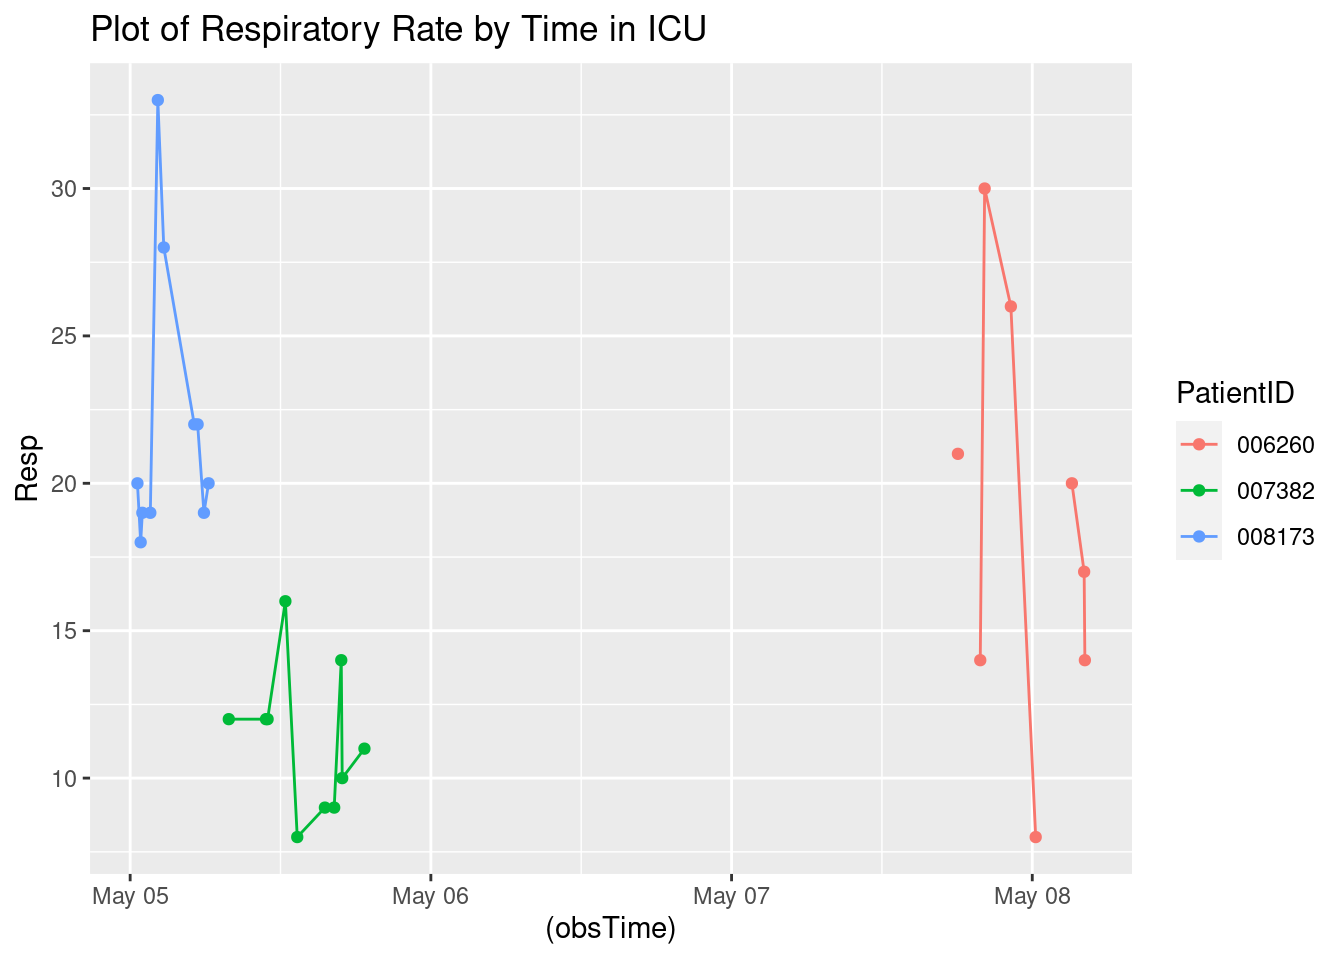 Plot of Respiratory Rate by Time in ICU
Resp
30
25
20
15
10
May 05
May 06
May 07
May 08
(obsTime)
PatientID
006260
007382
008173